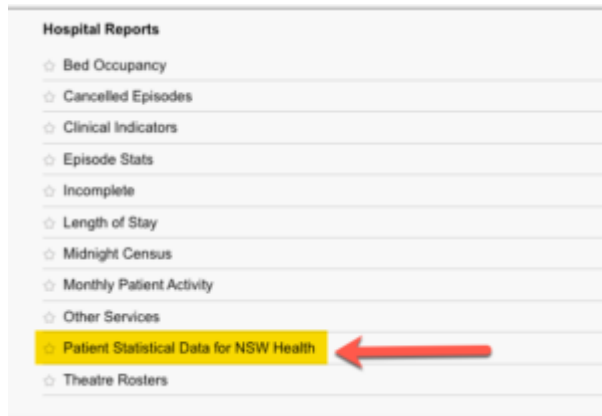 Hospital Reports
Bed Occupancy
Cancelled Episodes
Clinical Indicators
Episode Stats
Incomplete
Length of Stay
Midnight Census
Monthly Patient Activity
Other Services
Patient Statistical Data for NSW Health
Theatre Rosters